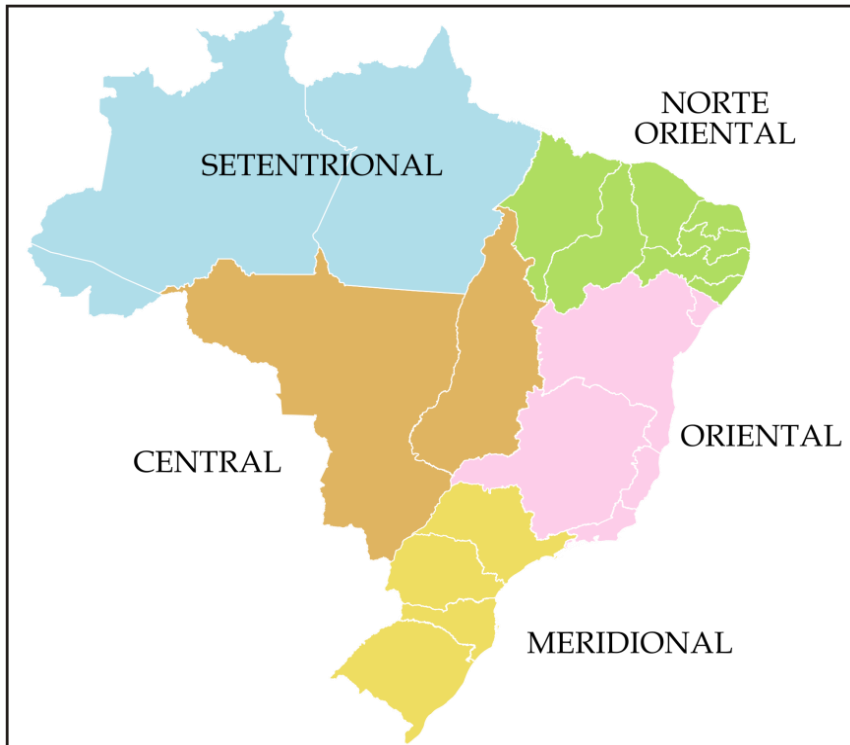 NORTE
ORIENTAL
SETENTRIONAL
ORIENTAL
CENTRAL
MERIDIONAL